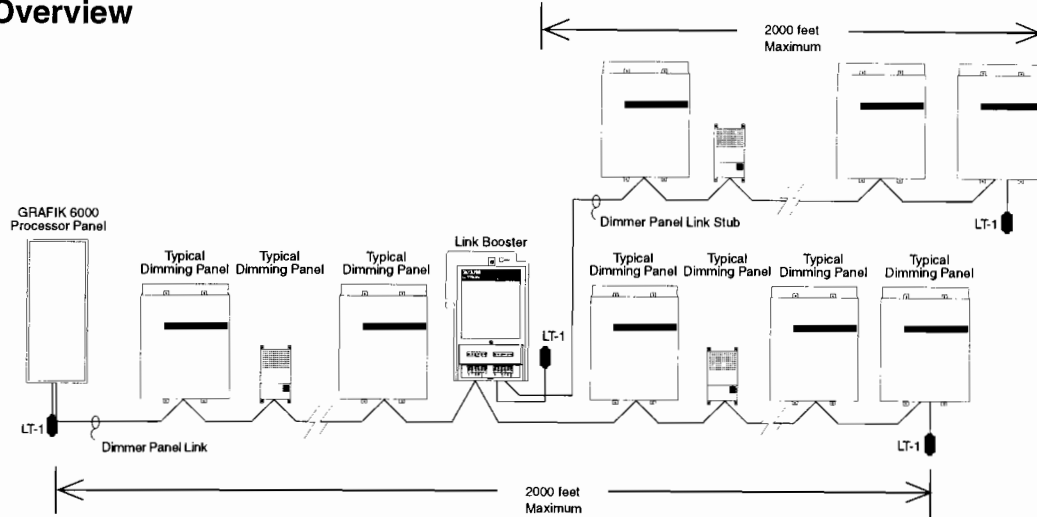 Overview
2000 feet
Maximum
Dimmer Panel Link Stub
LT-1
GRAFIK 6000
Processor Panel
Typical
Dimming Panel
Typical
Dimming Panel
Typical
Dimming Panel
Link Booster
LT-1
Typical
Dimming Panel
Typical
Dimming Panel
Typical
Dimming Panel
Typical
Dimming Panel
LT-1
Dimmer Panel Link
LT-1
2000 feet
Maximum